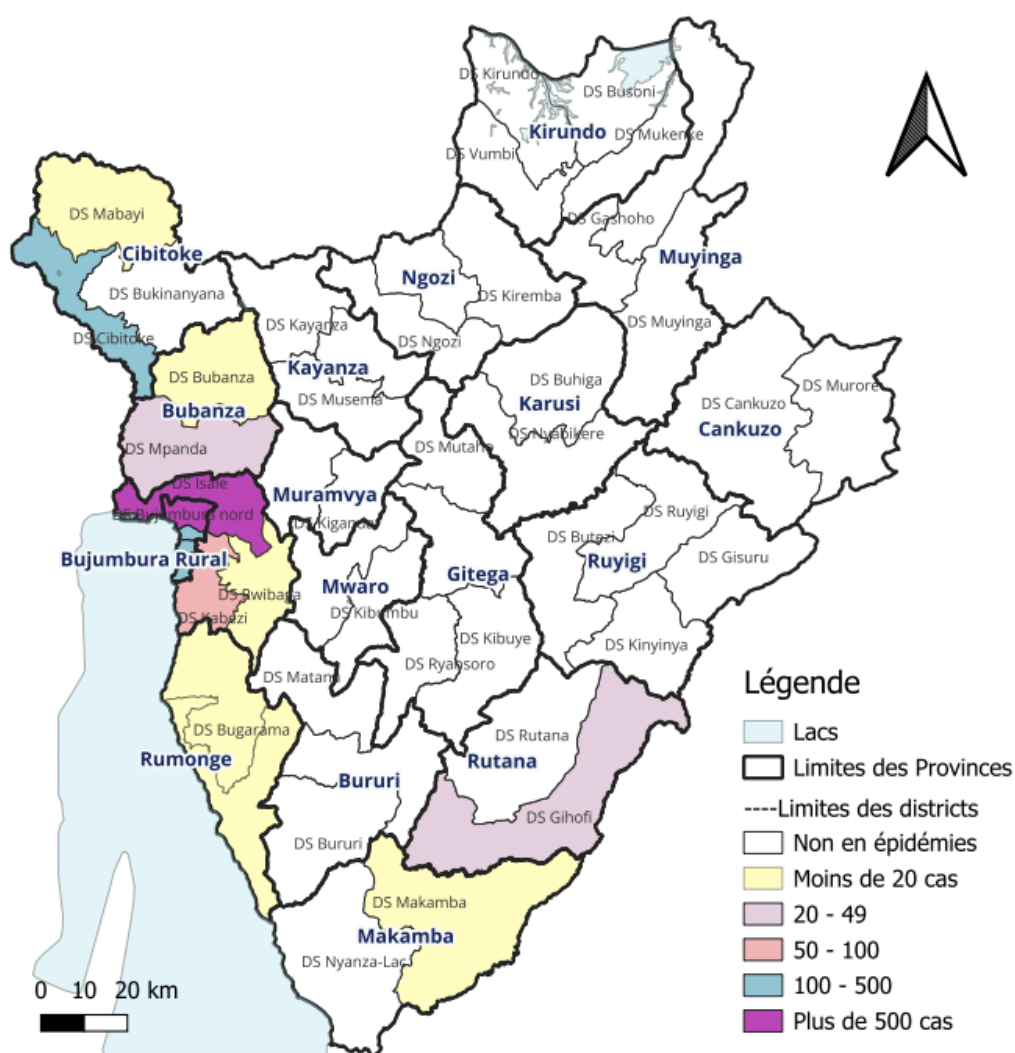 DS Kirundo
DS Busoni
Kirundo
DS Mukenke
DS Vumbi
DS Mabayi
DS Gashoho
Cibitoke
Muyinga
Ngozi
DS Bukinanyana
DS Kiremba
DS Kayanza
DS Muyinga
DS Cibitoke
DS Ngozi
Kayanza
DS Bubanza
DS Buhiga
DS Murore
DS Musema
Karusi
DS Cankuzo
Bubanza
Cankuzo
DS Nyabikere
DS Mpanda
DS Mutaho
DS Isale
Muramvya
DS Bujumbura nord
DS Ruyigi
DS Kiganda
DS Butezi
Bujumbura Rural
DS Gisuru
Ruyigi
Gitega
Mwaro
DS Rwibaga
DS Kibumbu
DS Kabezi
DS Kibuye
DS Kinyinya
DS Ryansoro
DS Matana
DS Bugarama
DS Rutana
Rumonge
Rutana
Bururi
DS Gihofi
DS Bururi
DS Makamba
Makamba
DS Nyanza-Lac
0 10 20 km
Légende
Lacs
Limites des Provinces
----Limites des districts
Non en épidémies
Moins de 20 cas
20 - 49
50 - 100
100 - 500
Plus de 500 cas